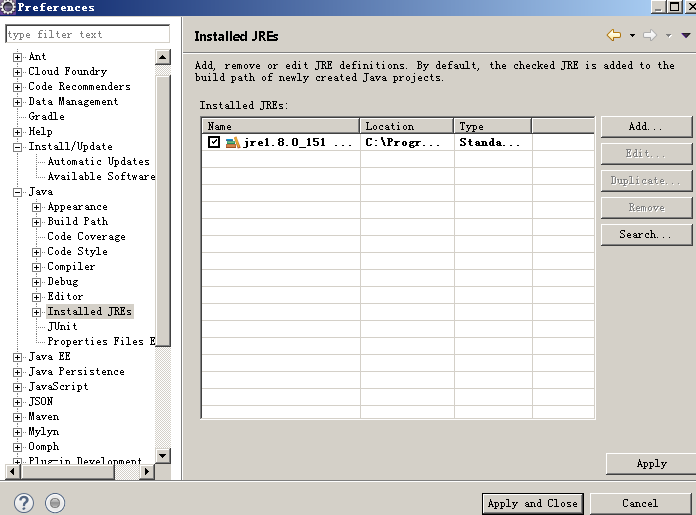 Preferences
type filter text
Ant
Cloud Foundry
Code Recommenders
Data Management
Gradle
Help
Install/Update
Automatic Updates
Available Software
Java
Appearance
Build Path
Code Coverage
Code Style
Compiler
Debug
Editor
Installed JREs
JUnit
Properties Files E
Java EE
Java Persistence
JavaScript
JSON
Maven
Mylyn
Oomph
Plug-in Development
Installed JREs
Add, remove or edit JRE definitions. By default, the checked JRE is added to the
build path of newly created Java projects.
Installed JREs:
Name Location Type
jre1.8.0_151 ... C:\Progr... Standa...
Add...
Edit...
Duplicate...
Remove
Search...
Apply
? Apply and Close Cancel